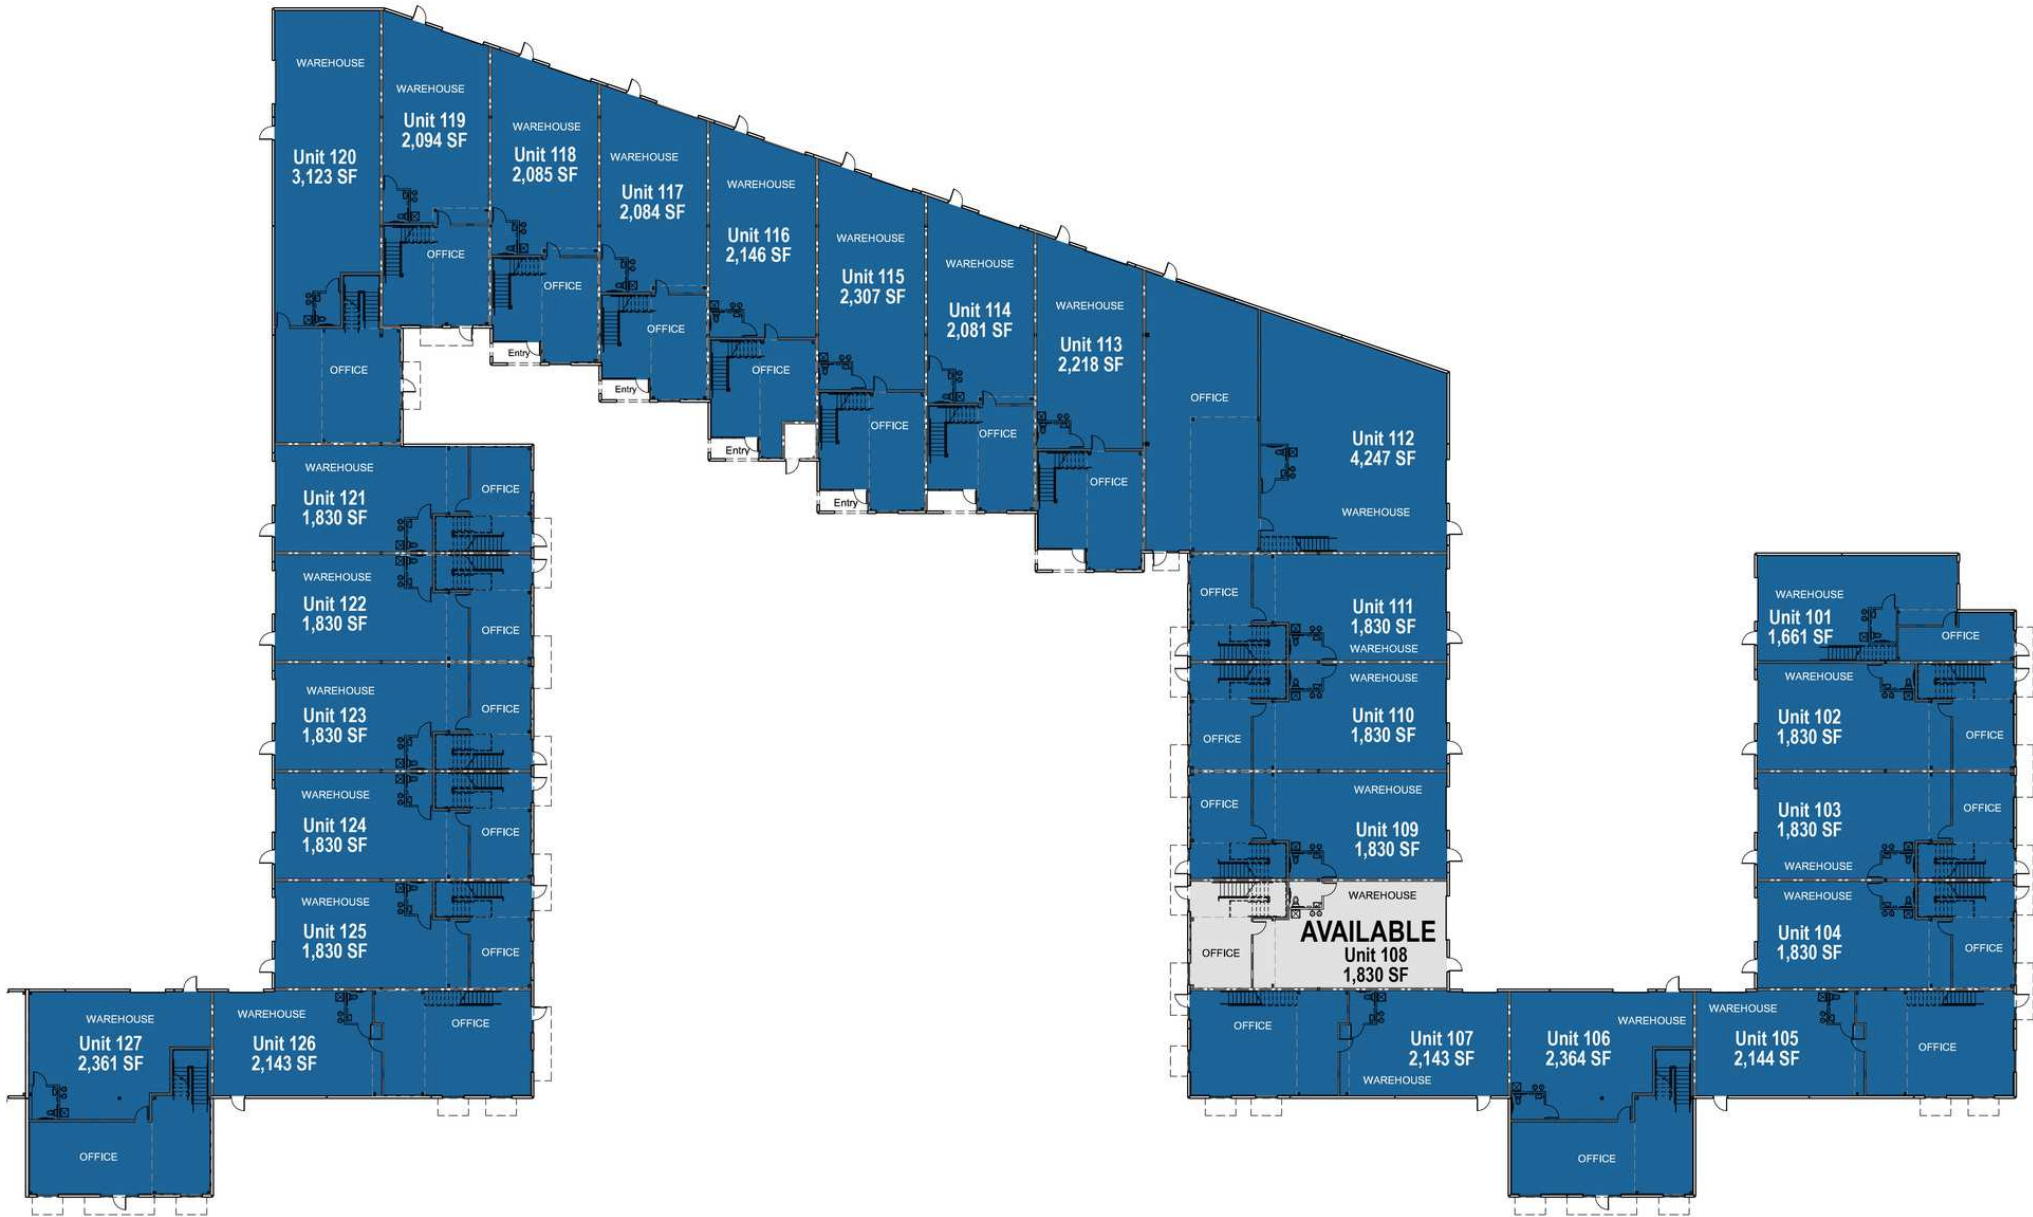 WAREHOUSE
Unit 120
3,123 SF
OFFICE
WAREHOUSE
Unit 119
2,094 SF
OFFICE
WAREHOUSE
Unit 118
2,085 SF
OFFICE
Entry
WAREHOUSE
Unit 117
2,084 SF
OFFICE
Entry
WAREHOUSE
Unit 116
2,146 SF
OFFICE
Entry
WAREHOUSE
Unit 115
2,307 SF
OFFICE
Entry
WAREHOUSE
Unit 114
2,081 SF
OFFICE
WAREHOUSE
Unit 113
2,218 SF
OFFICE
OFFICE
Unit 112
4,247 SF
WAREHOUSE
WAREHOUSE
Unit 121
1,830 SF
OFFICE
WAREHOUSE
Unit 122
1,830 SF
OFFICE
WAREHOUSE
Unit 123
1,830 SF
OFFICE
WAREHOUSE
Unit 124
1,830 SF
OFFICE
WAREHOUSE
Unit 125
1,830 SF
OFFICE
WAREHOUSE
Unit 127
2,361 SF
OFFICE
WAREHOUSE
Unit 126
2,143 SF
OFFICE
OFFICE
Unit 111
1,830 SF
WAREHOUSE
WAREHOUSE
Unit 110
1,830 SF
OFFICE
WAREHOUSE
OFFICE
Unit 109
1,830 SF
WAREHOUSE
AVAILABLE
Unit 108
1,830 SF
OFFICE
OFFICE
Unit 107
2,143 SF
WAREHOUSE
WAREHOUSE
Unit 106
2,364 SF
OFFICE
WAREHOUSE
Unit 105
2,144 SF
OFFICE
WAREHOUSE
Unit 101
1,661 SF
OFFICE
WAREHOUSE
Unit 102
1,830 SF
OFFICE
Unit 103
1,830 SF
OFFICE
WAREHOUSE
WAREHOUSE
Unit 104
1,830 SF
OFFICE